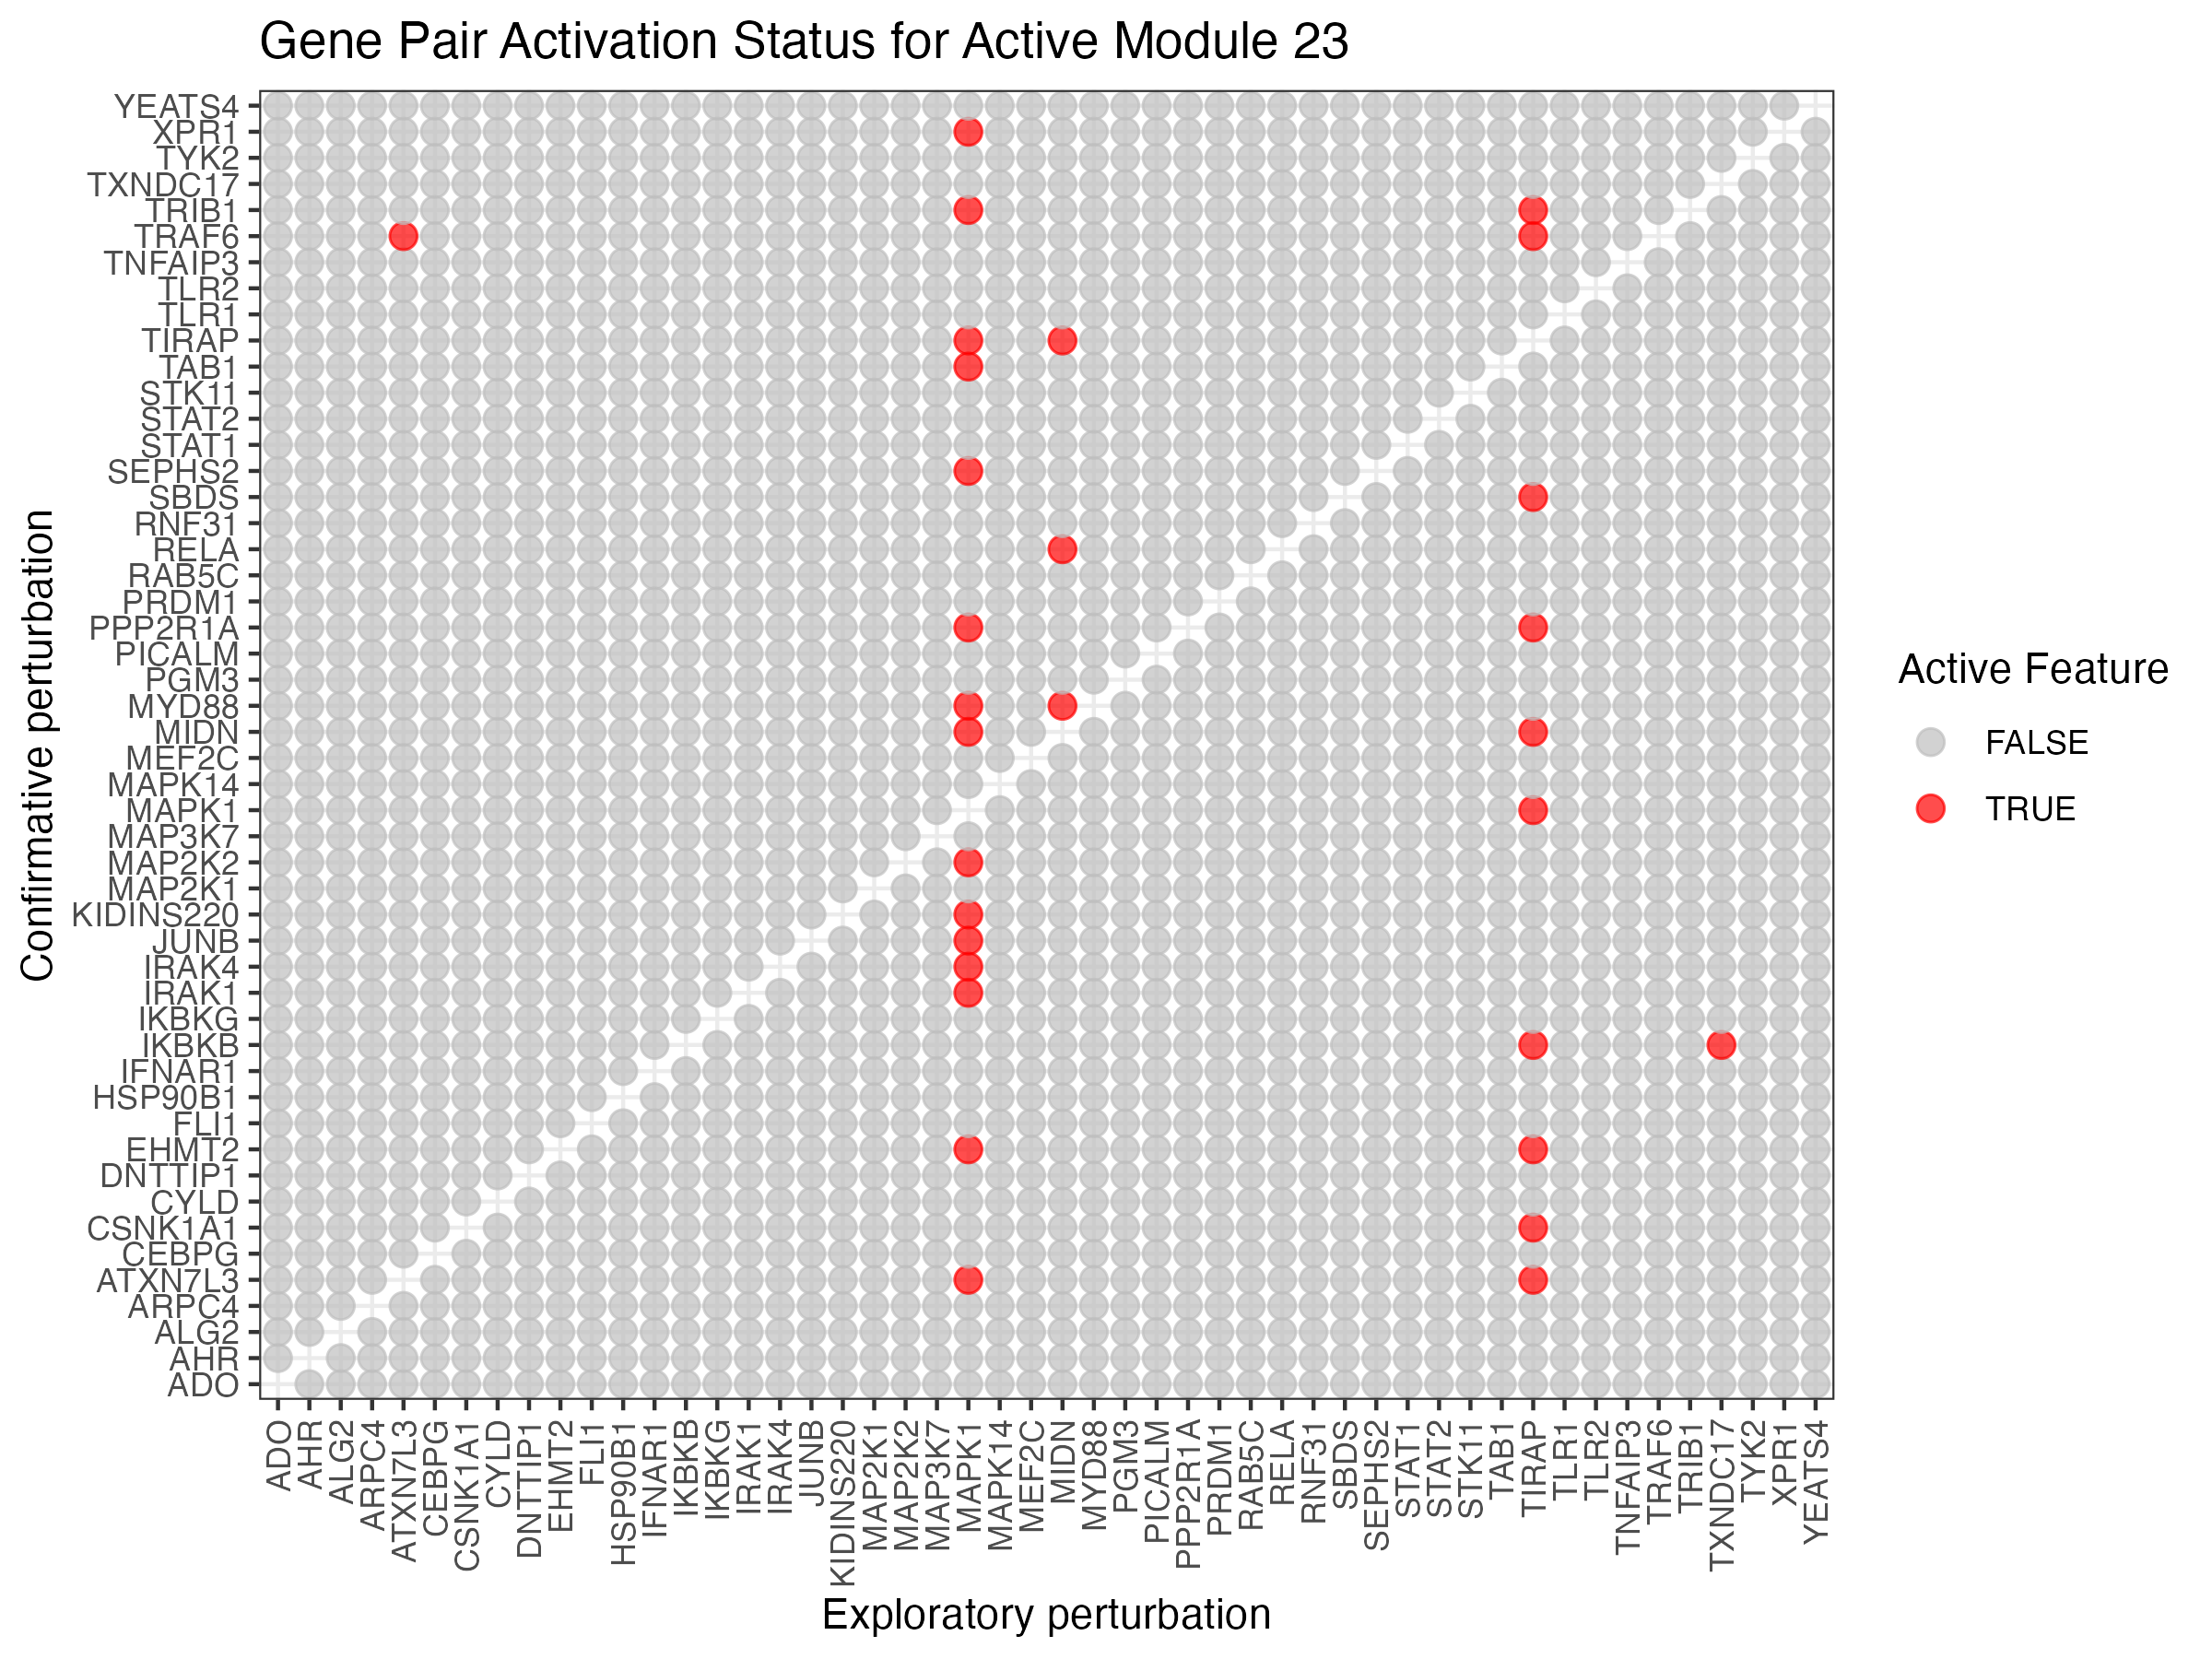 Gene Pair Activation Status for Active Module 23
Confirmative perturbation
YEATS4
XPR1
TYK2
TXNDC17
TRIB1
TRAF6
TNFAIP3
TLR2
TLR1
TIRAP
TAB1
STK11
STAT2
STAT1
SEPHS2
SBDS
RNF31
RELA
RAB5C
PRDM1
PPP2R1A
PICALM
PGM3
MYD88
MIDN
MEF2C
MAPK14
MAPK1
MAP3K7
MAP2K2
MAP2K1
KIDINS220
JUNB
IRAK4
IRAK1
IKBKG
IKBKB
IFNAR1
HSP90B1
FLI1
EHMT2
DNTTIP1
CYLD
CSNK1A1
CEBPG
ATXN7L3
ARPC4
ALG2
AHR
ADO
ADO
AHR
ALG2
ARPC4
ATXN7L3
CEBPG
CSNK1A1
CYLD
DNTTIP1
EHMT2
FLI1
HSP90B1
IFNAR1
IKBKB
IKBKG
IRAK1
IRAK4
JUNB
KIDINS220
MAP2K1
MAP2K2
MAP3K7
MAPK1
MAPK14
MEF2C
MIDN
MYD88
PGM3
PICALM
PPP2R1A
PRDM1
RAB5C
RELA
RNF31
SBDS
SEPHS2
STAT1
STAT2
STK11
TAB1
TIRAP
TLR1
TLR2
TNFAIP3
TRAF6
TRIB1
TXNDC17
TYK2
XPR1
YEATS4
Exploratory perturbation
Active Feature
FALSE
TRUE